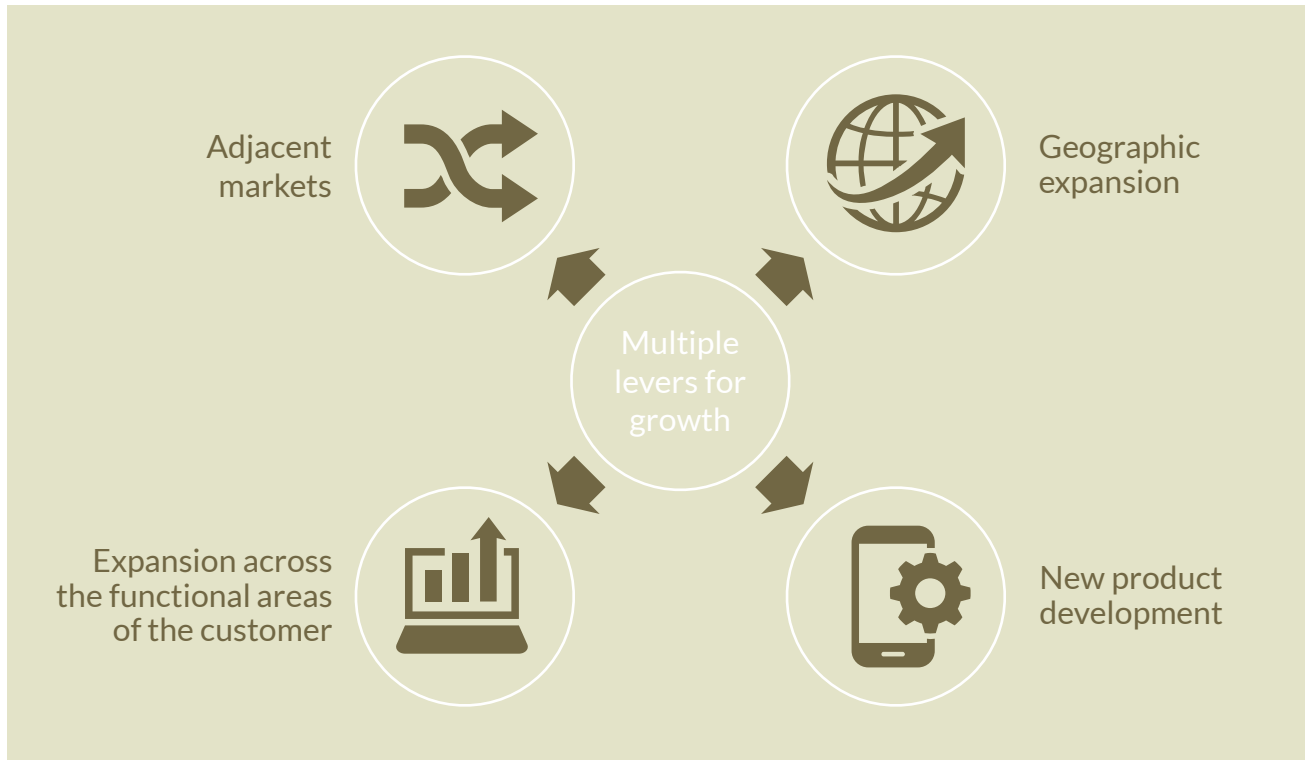 Adjacent
markets
Geographic
expansion
Multiple
levers for
growth
Expansion across
the functional areas
of the customer
New product
development